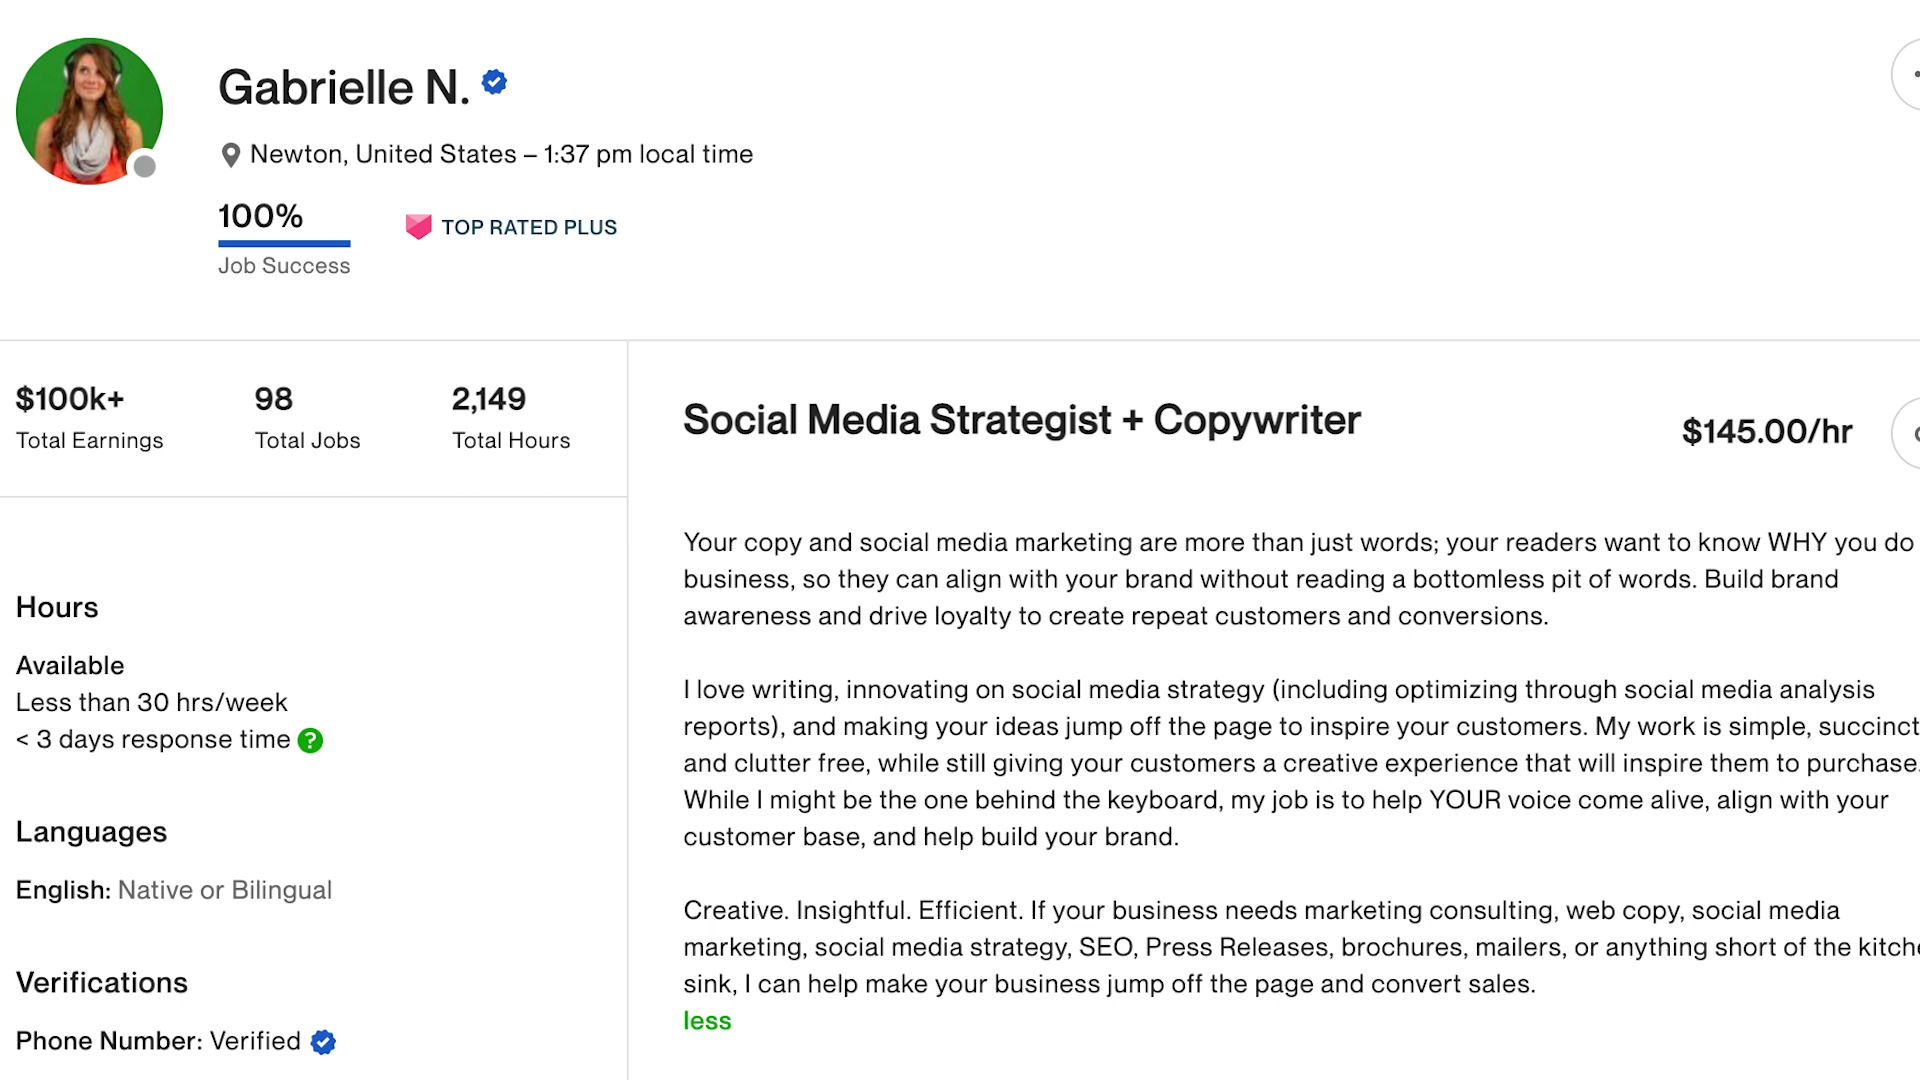 Gabrielle N.
Newton, United States – 1:37 pm local time
100%
Job Success
TOP RATED PLUS
$100k+
Total Earnings
98
Total Jobs
2,149
Total Hours
Hours
Available
Less than 30 hrs/week
< 3 days response time ?
Languages
English: Native or Bilingual
Verifications
Phone Number: Verified
Social Media Strategist + Copywriter
$145.00/hr
Your copy and social media marketing are more than just words; your readers want to know WHY you do
business, so they can align with your brand without reading a bottomless pit of words. Build brand
awareness and drive loyalty to create repeat customers and conversions.
I love writing, innovating on social media strategy (including optimizing through social media analysis
reports), and making your ideas jump off the page to inspire your customers. My work is simple, succinct
and clutter free, while still giving your customers a creative experience that will inspire them to purchase.
While I might be the one behind the keyboard, my job is to help YOUR voice come alive, align with your
customer base, and help build your brand.
Creative. Insightful. Efficient. If your business needs marketing consulting, web copy, social media
marketing, social media strategy, SEO, Press Releases, brochures, mailers, or anything short of the
sink, I can help make your business jump off the page and convert sales.
less